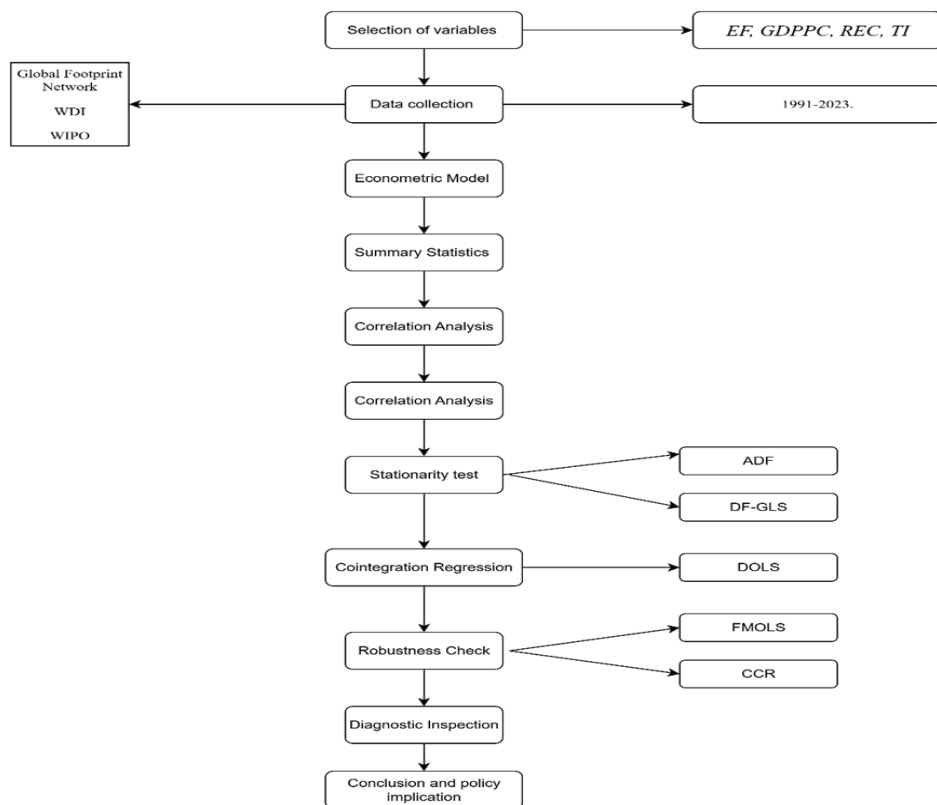 Selection of variables
EF, GDPPC, REC, TI
Global Footprint
Network
WDI
WIPO
Data collection
1991-2023.
Econometric Model
Summary Statistics
Correlation Analysis
Correlation Analysis
Stationarity test
ADF
DF-GLS
Cointegration Regression
DOLS
Robustness Check
FMOLS
CCR
Diagnostic Inspection
Conclusion and policy
implication